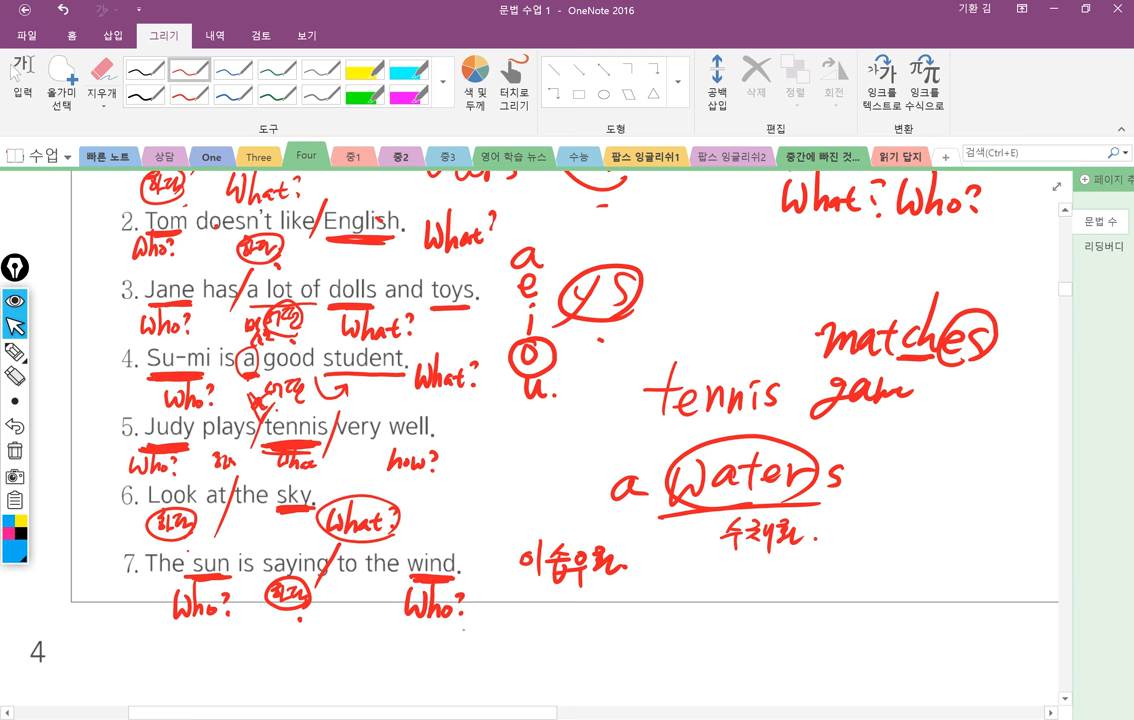 문법 수업 1 - OneNote 2016
기환 김
파일 홈 삽입 그리기 내역 검토 보기
입력
올가미 선택
지우개
색 및 두께
터치로 그리기
공백 삽입
삭제
정렬
회전
잉크를 텍스트로
잉크를 수식으로
도구 도형 편집 변환
수업 빠른 노트 상담 One Three Four 중1 중2 중3 영어 학습 뉴스 수능 팝스 잉글리쉬1 팝스 잉글리쉬2 중간에 빠진 것... 읽기 답지 + 검색(Ctrl+E)
페이지 추
문법 수
리딩버디
What? What? Who?
2. Tom doesn't like English. What?
Who?
a
e
i
o
u.
y s
3. Jane has a lot of dolls and toys.
Who? What?
matches
4. Su-mi is a good student. What?
Who?
tennis game
5. Judy plays tennis very well.
Who? how?
a waters
수채화.
6. Look at the sky. What?
이솝우화
7. The sun is saying to the wind.
Who? Who?
4